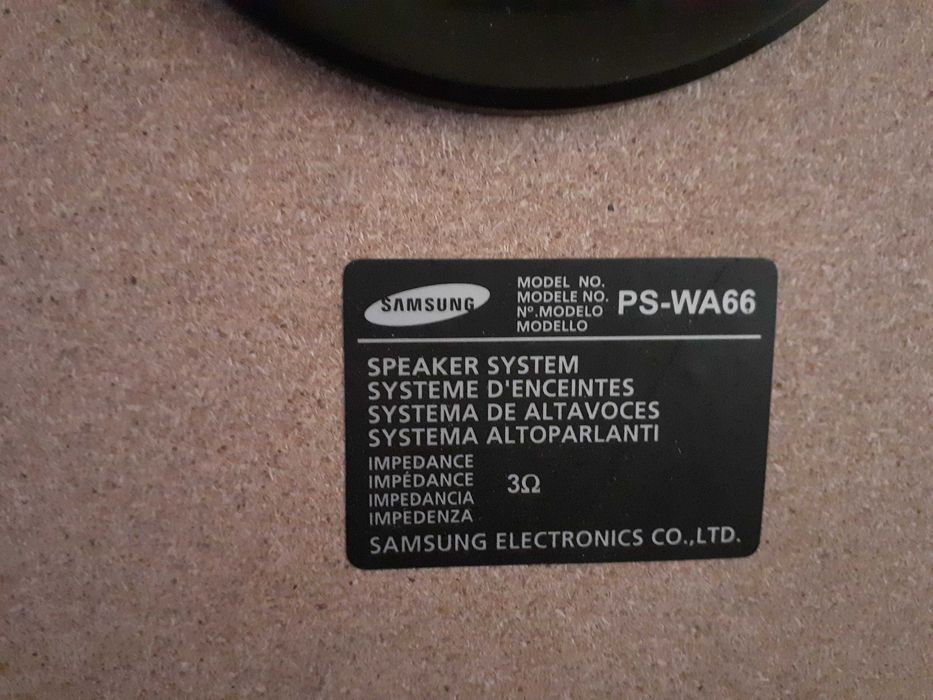 SAMSUNG
MODEL NO.
MODELE NO.
Nº.MODELO
MODELLO
PS-WA66
SPEAKER SYSTEM
SYSTEME D'ENCEINTES
SYSTEMA DE ALTAVOCES
SYSTEMA ALTOPARLANTI
IMPEDANCE
IMPÉDANCE
IMPEDANCIA
IMPEDENZA
3Ω
SAMSUNG ELECTRONICS CO.,LTD.